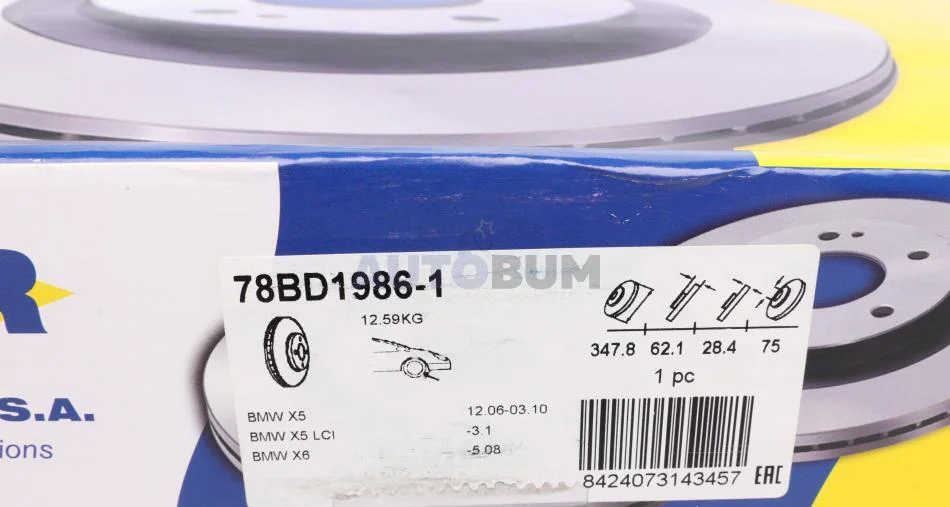 R
S.A.
ions
AUTOBUM
78BD1986-1
12.59KG
347.8 62.1 28.4 75
1 pc
BMW X5 12.06-03.10
BMW X5 LCI -3.1
BMW X6 -5.08
8424073143457
EAC